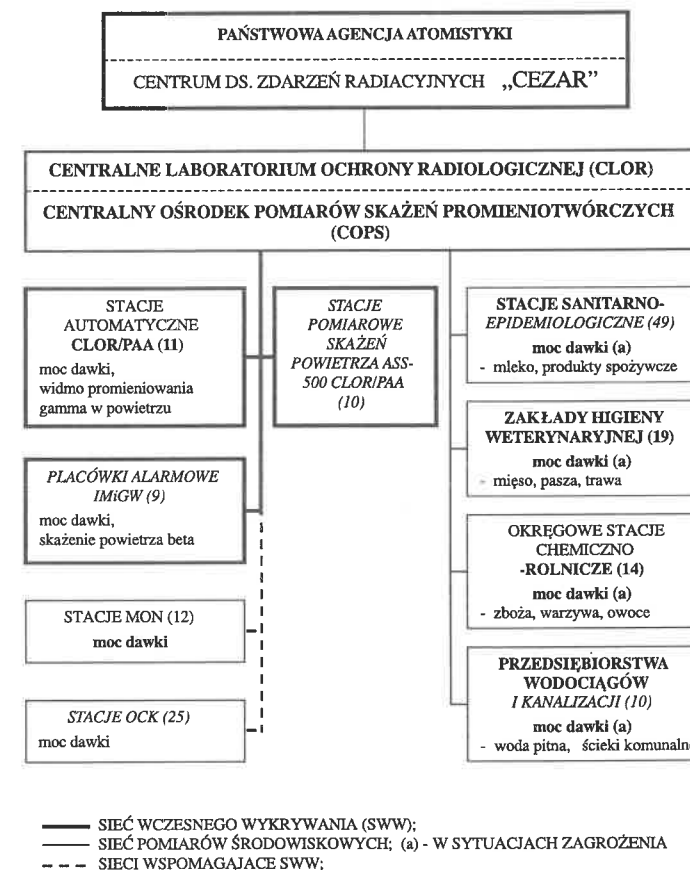 PAŃSTWOWA AGENCJA ATOMISTYKI
CENTRUM DS. ZDARZEŃ RADIACYJNYCH „CEZAR”
CENTRALNE LABORATORIUM OCHRONY RADIOLOGICZNEJ (CLOR)
CENTRALNY OŚRODEK POMIARÓW SKAŻEŃ PROMIENIOTWÓRCZYCH
(COPS)
STACJE
AUTOMATYCZNE
CLOR/PAA (11)
moc dawki,
widmo promieniowania
gamma w powietrzu
PLACÓWKI ALARMOWE
IMiGW (9)
moc dawki,
skażenie powietrza beta
STACJE MON (12)
moc dawki
STACJE OCK (25)
moc dawki
STACJE
POMIAROWE
SKAŻEŃ
POWIETRZA ASS-
500 CLOR/PAA
(10)
STACJE SANITARNO-
EPIDEMIOLOGICZNE (49)
moc dawki (a)
- mleko, produkty spożywcze
ZAKŁADY HIGIENY
WETERYNARYJNEJ (19)
moc dawki (a)
- mięso, pasza, trawa
OKRĘGOWE STACJE
CHEMICZNO
-ROLNICZE (14)
moc dawki (a)
- zboża, warzywa, owoce
PRZEDSIĘBIORSTWA
WODOCIĄGÓW
I KANALIZACJI (10)
moc dawki (a)
- woda pitna, ścieki komunaln
SIEĆ WCZESNEGO WYKRYWANIA (SWW);
SIEĆ POMIARÓW ŚRODOWISKOWYCH; (a) - W SYTUACJACH ZAGROŻENIA
SIECI WSPOMAGAJACE SWW;